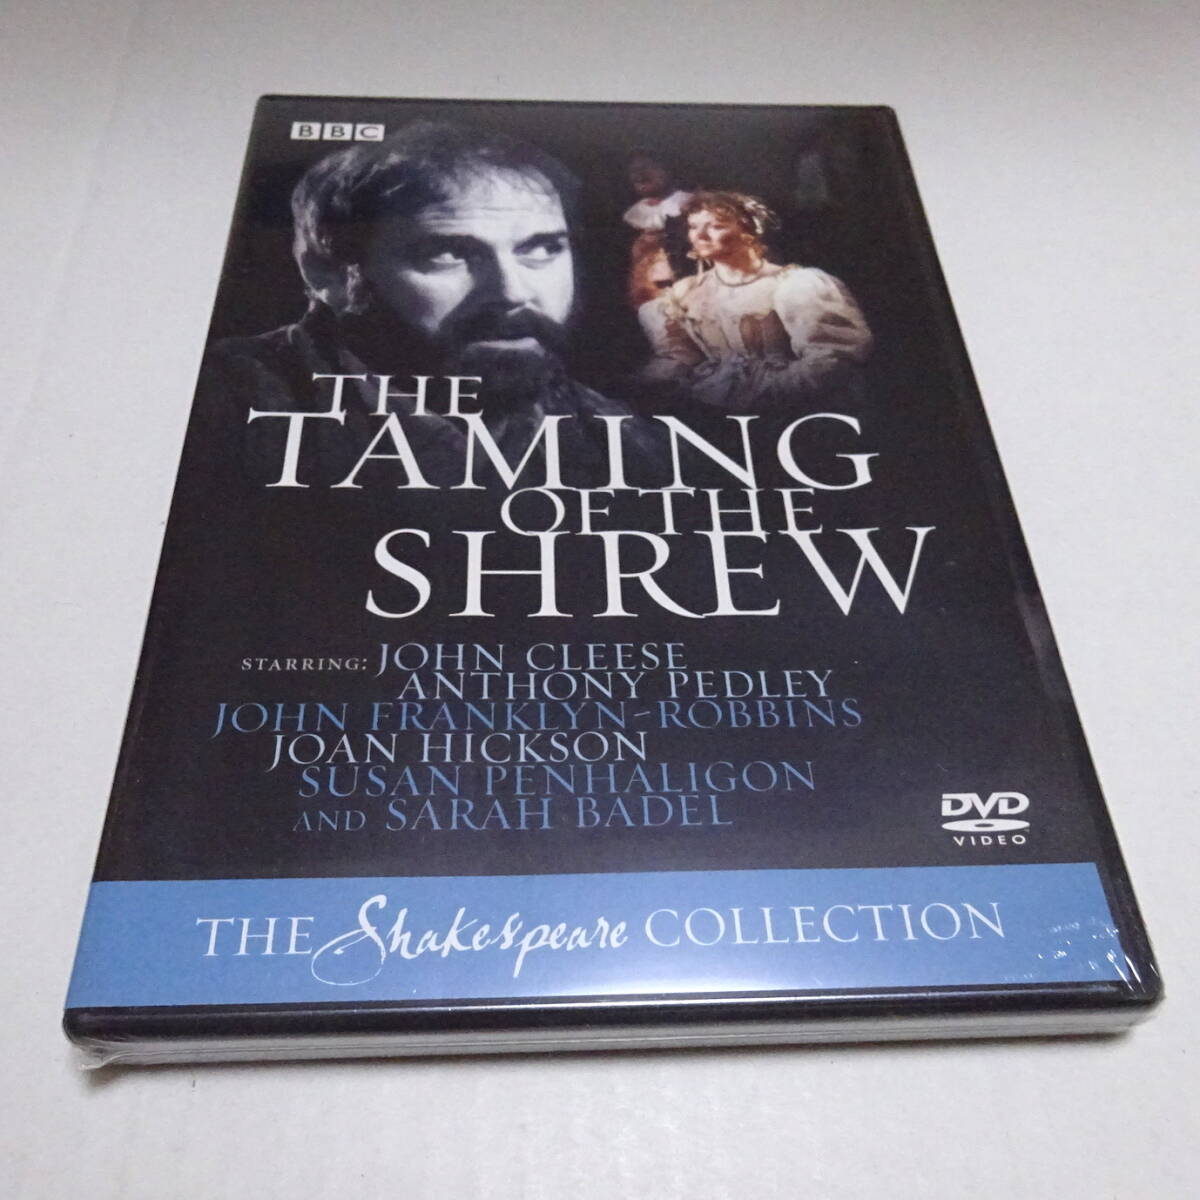 BBC
THE
TAMING
OF THE
SHREW
STARRING: JOHN CLEESE
ANTHONY PEDLEY
JOHN FRANKLYN-ROBBINS
JOAN HICKSON
SUSAN PENHALIGON
AND SARAH BADEL
DVD
VIDEO
THE Shakespeare COLLECTION